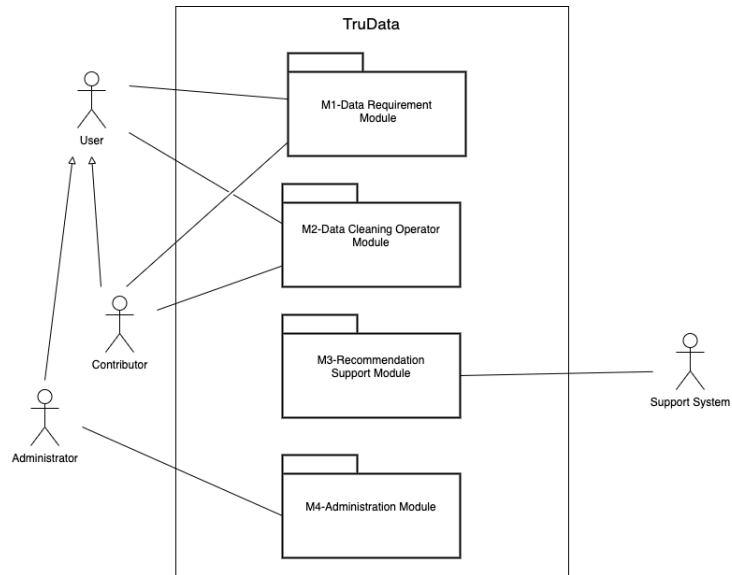 TruData
M1-Data Requirement
Module
User
M2-Data Cleaning Operator
Module
Contributor
M3-Recommendation
Support Module
Support System
Administrator
M4-Administration Module